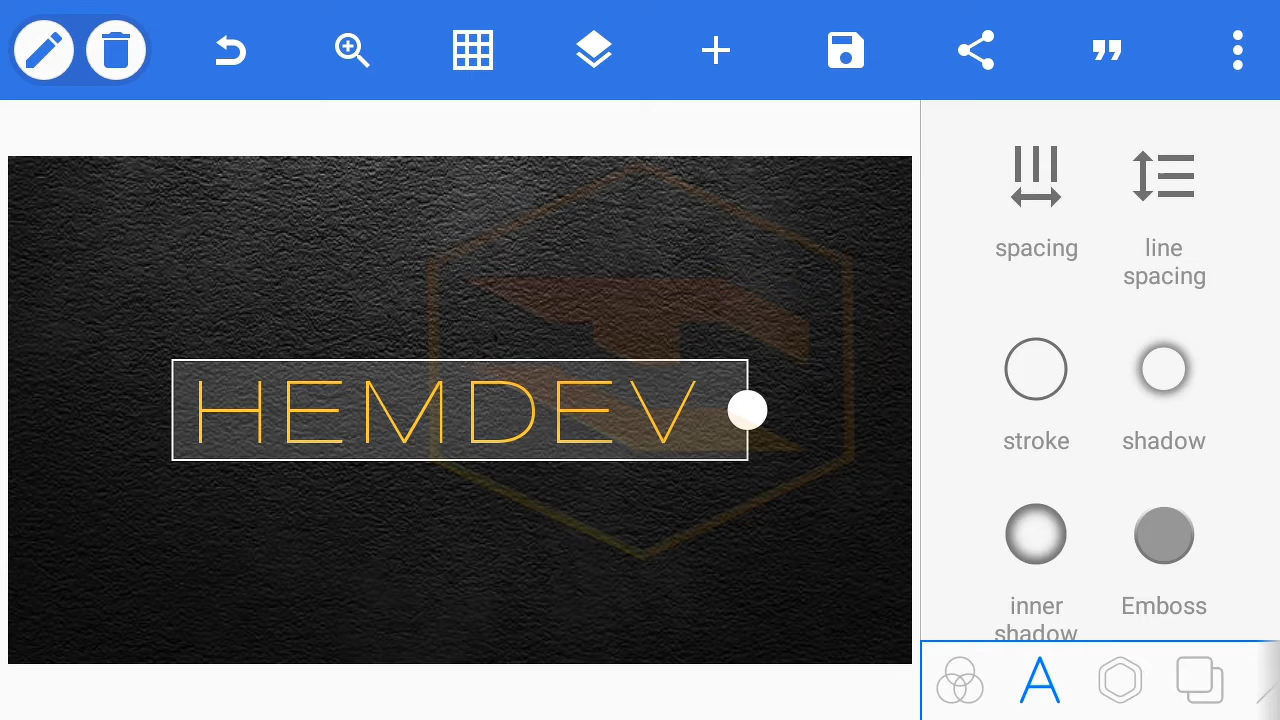 spacing
line
spacing
HEMDEV
stroke
shadow
inner
shadow
Emboss